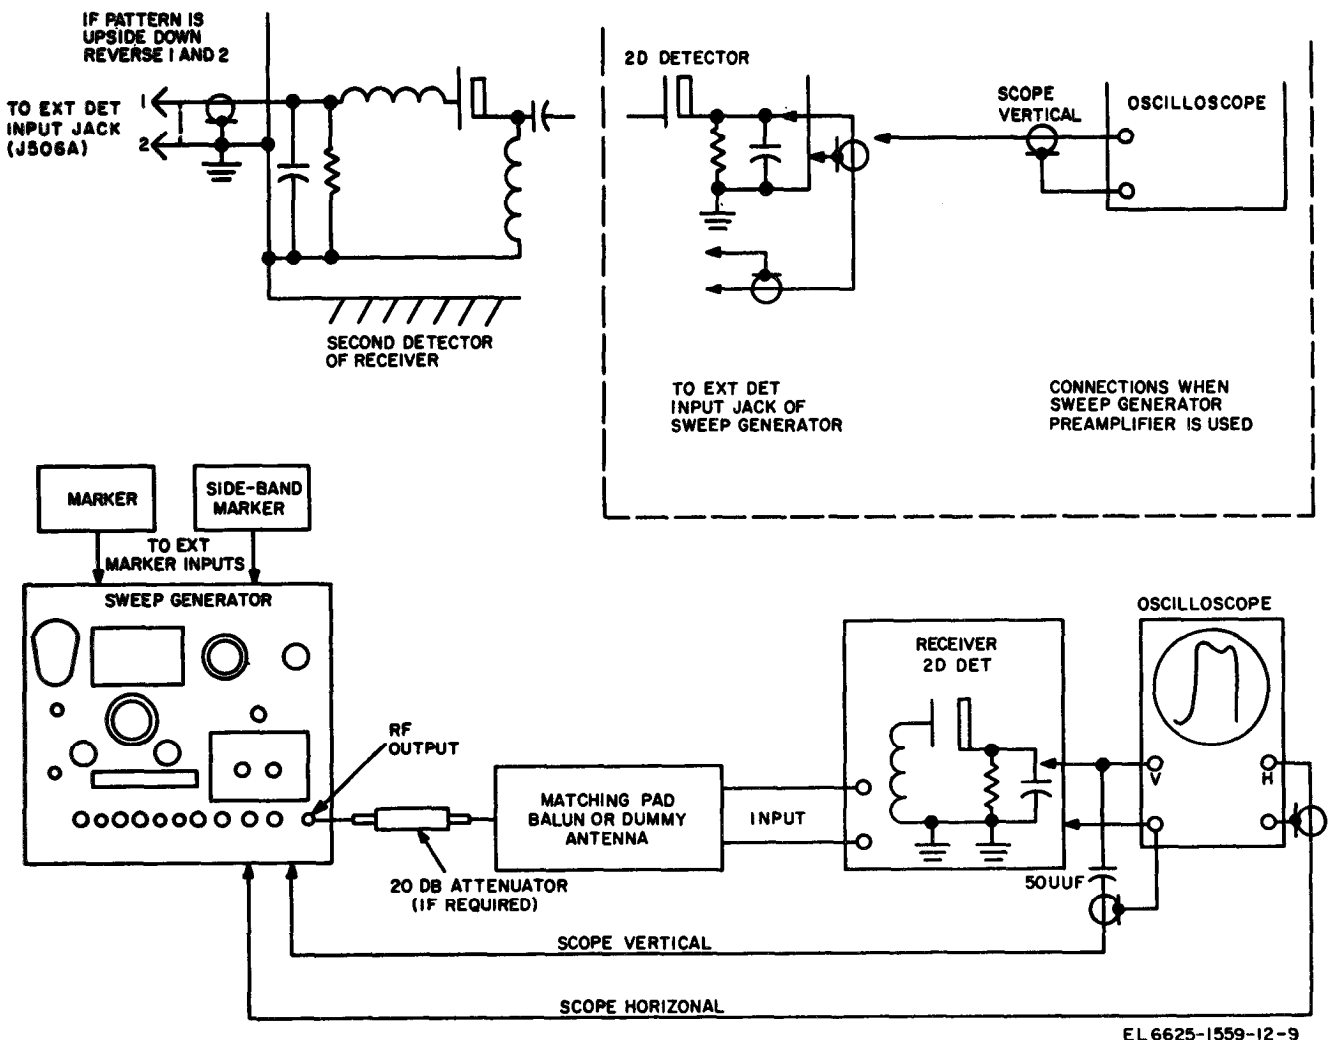 IF PATTERN IS
UPSIDE DOWN
REVERSE 1 AND 2
TO EXT DET
INPUT JACK
(J506A)
1
2
SECOND DETECTOR
OF RECEIVER
2D DETECTOR
SCOPE
VERTICAL
OSCILLOSCOPE
TO EXT DET
INPUT JACK OF
SWEEP GENERATOR
CONNECTIONS WHEN
SWEEP GENERATOR
PREAMPLIFIER IS USED
MARKER
SIDE-BAND
MARKER
TO EXT
MARKER INPUTS
SWEEP GENERATOR
RF
OUTPUT
20 DB ATTENUATOR
(IF REQUIRED)
MATCHING PAD
BALUN OR DUMMY
ANTENNA
INPUT
RECEIVER
2D DET
50UUF
OSCILLOSCOPE
V
H
SCOPE VERTICAL
SCOPE HORIZONAL
EL6625-1559-12-9